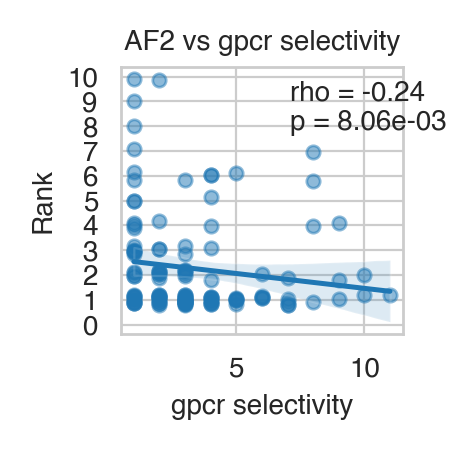 AF2 vs gpcr selectivity
rho = -0.24
p = 8.06e-03
Rank
10
9
8
7
6
5
4
3
2
1
0
5
10
gpcr selectivity